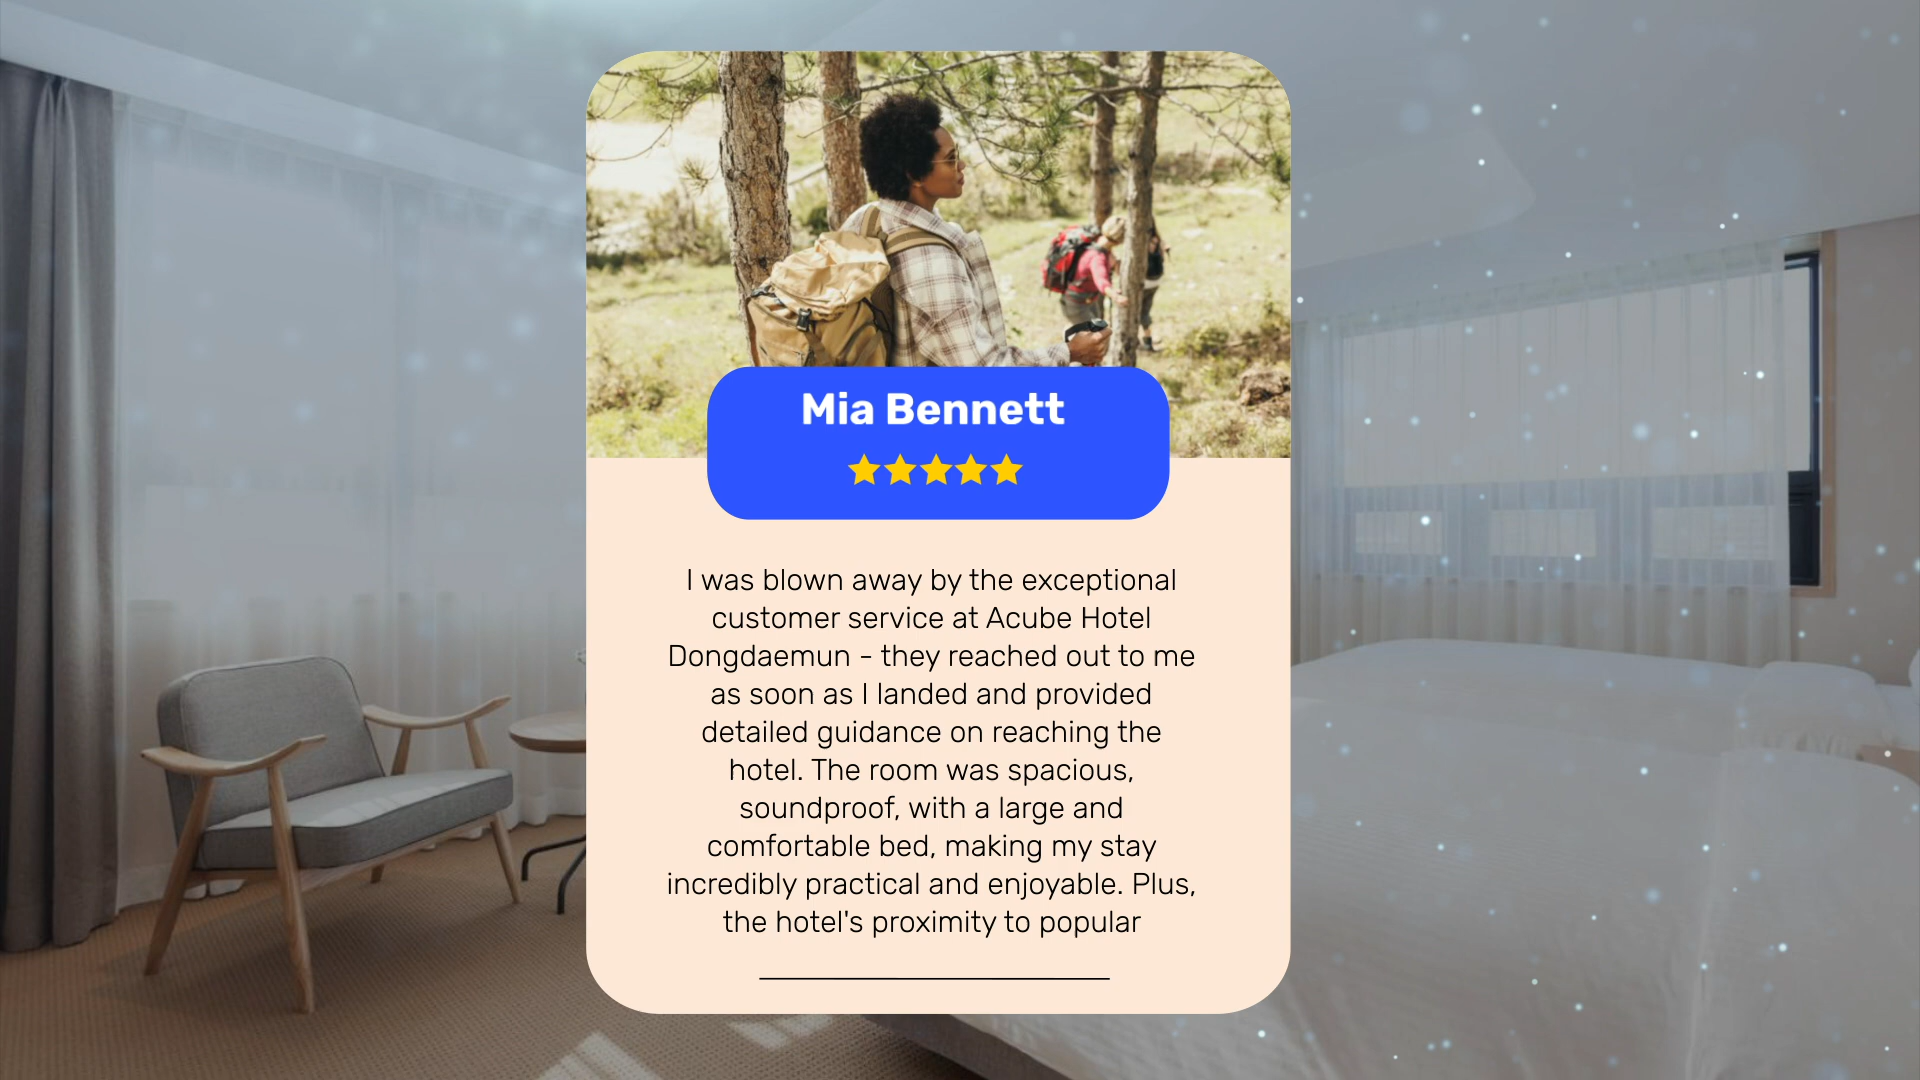 Mia Bennett
I was blown away by the exceptional
customer service at Acube Hotel
Dongdaemun - they reached out to me
as soon as I landed and provided
detailed guidance on reaching the
hotel. The room was spacious,
soundproof, with a large and
comfortable bed, making my stay
incredibly practical and enjoyable. Plus,
the hotel's proximity to popular